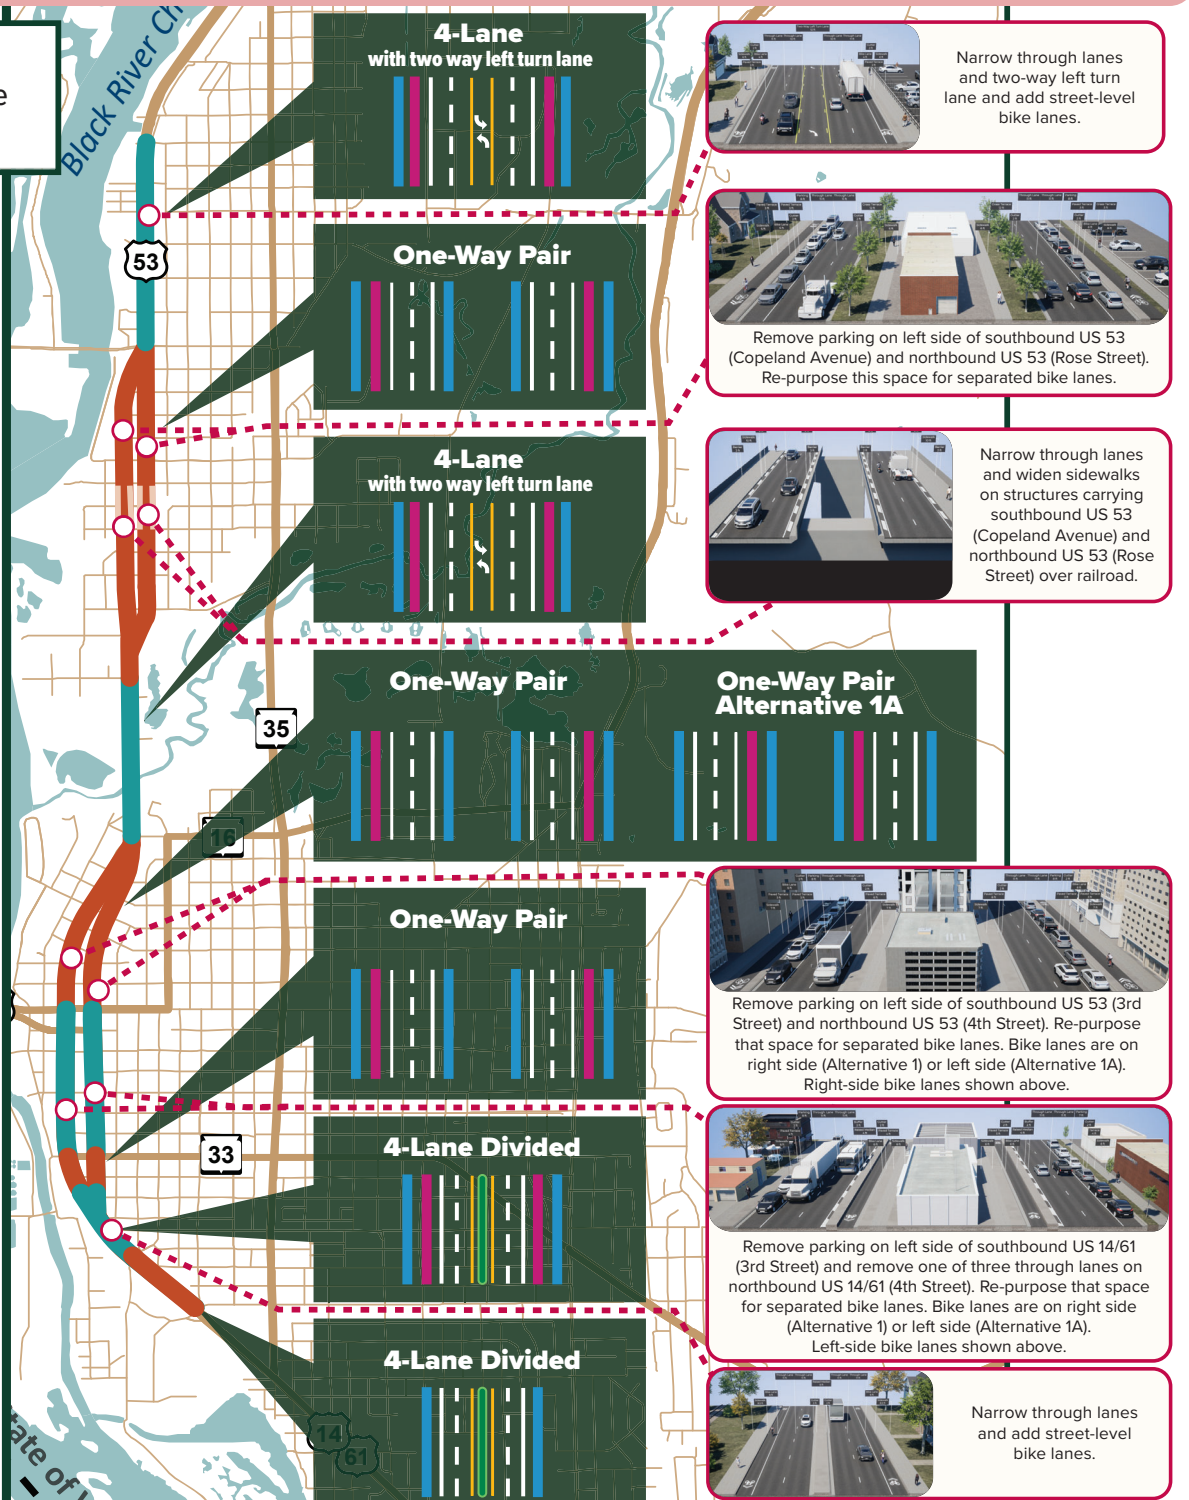 e
Black River Ch
53
35
16
33
14
61
tate of
4-Lane
with two way left turn lane
One-Way Pair
4-Lane
with two way left turn lane
One-Way Pair
One-Way Pair
Alternative 1A
One-Way Pair
4-Lane Divided
4-Lane Divided
Narrow through lanes
and two-way left turn
lane and add street-level
bike lanes.
Remove parking on left side of southbound US 53
(Copeland Avenue) and northbound US 53 (Rose Street).
Re-purpose this space for separated bike lanes.
Narrow through lanes
and widen sidewalks
on structures carrying
southbound US 53
(Copeland Avenue) and
northbound US 53 (Rose
Street) over railroad.
Remove parking on left side of southbound US 53 (3rd
Street) and northbound US 53 (4th Street). Re-purpose
that space for separated bike lanes. Bike lanes are on
right side (Alternative 1) or left side (Alternative 1A).
Right-side bike lanes shown above.
Remove parking on left side of southbound US 14/61
(3rd Street) and remove one of three through lanes on
northbound US 14/61 (4th Street). Re-purpose that space
for separated bike lanes. Bike lanes are on right side
(Alternative 1) or left side (Alternative 1A).
Left-side bike lanes shown above.
Narrow through lanes
and add street-level
bike lanes.